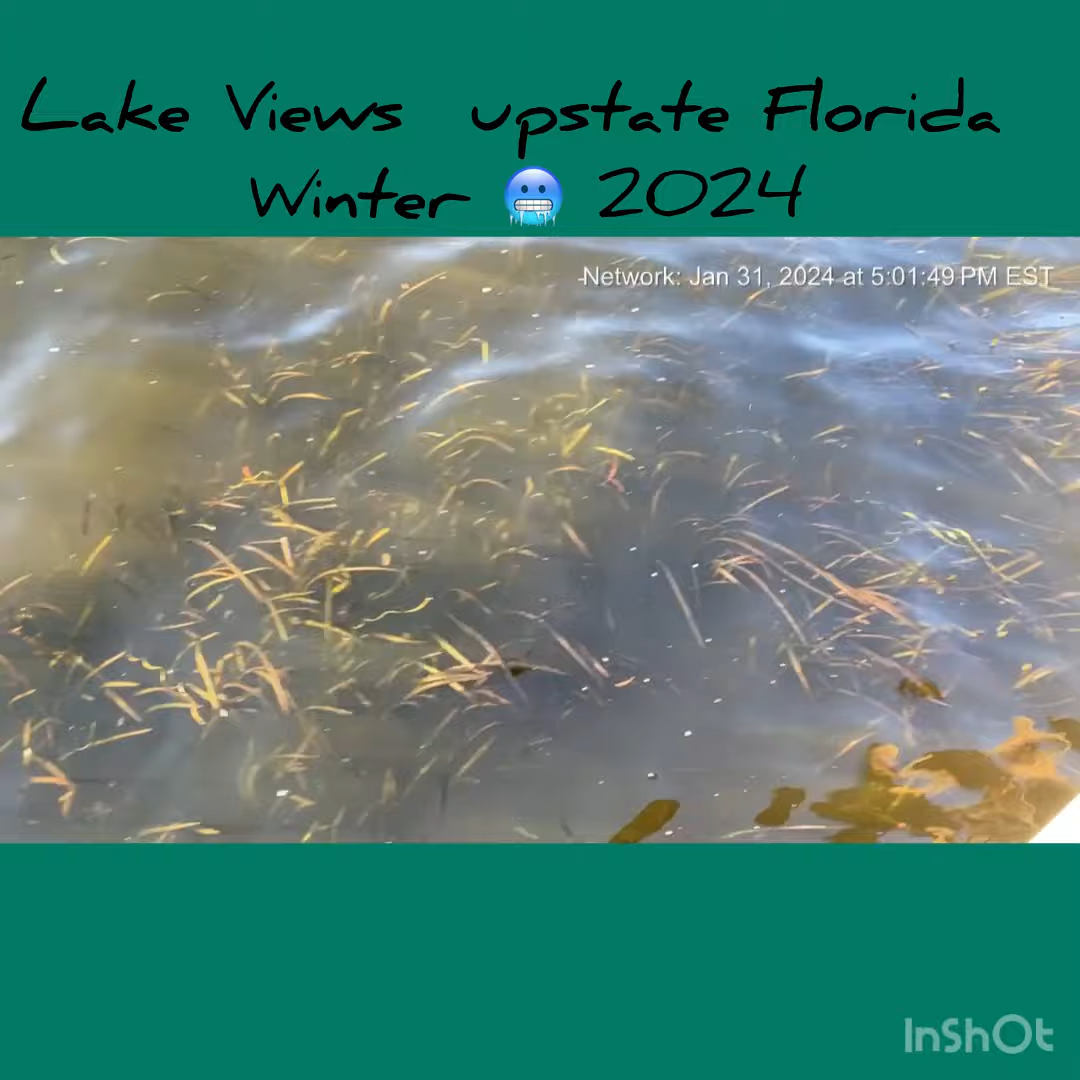 Lake Views upstate Florida
Winter 🥶 2024
Network: Jan 31, 2024 at 5:01:49 PM EST
InShOt